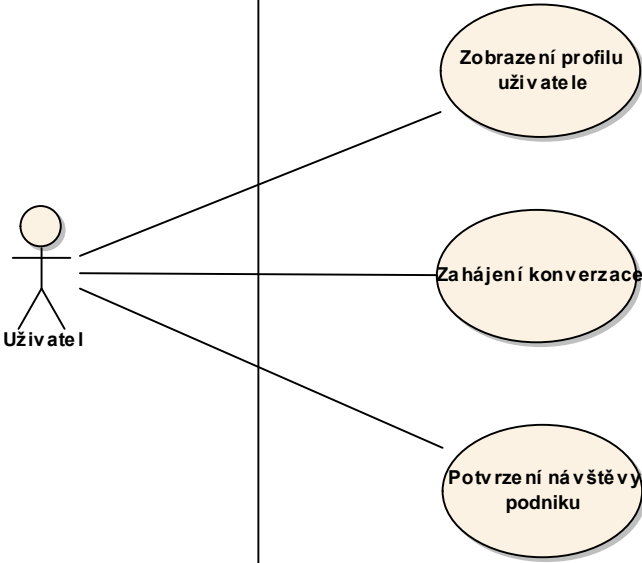 Zobrazení profilu
uživatele
Zahájení konverzace
Uživatel
Potvrzení návštěvy
podniku